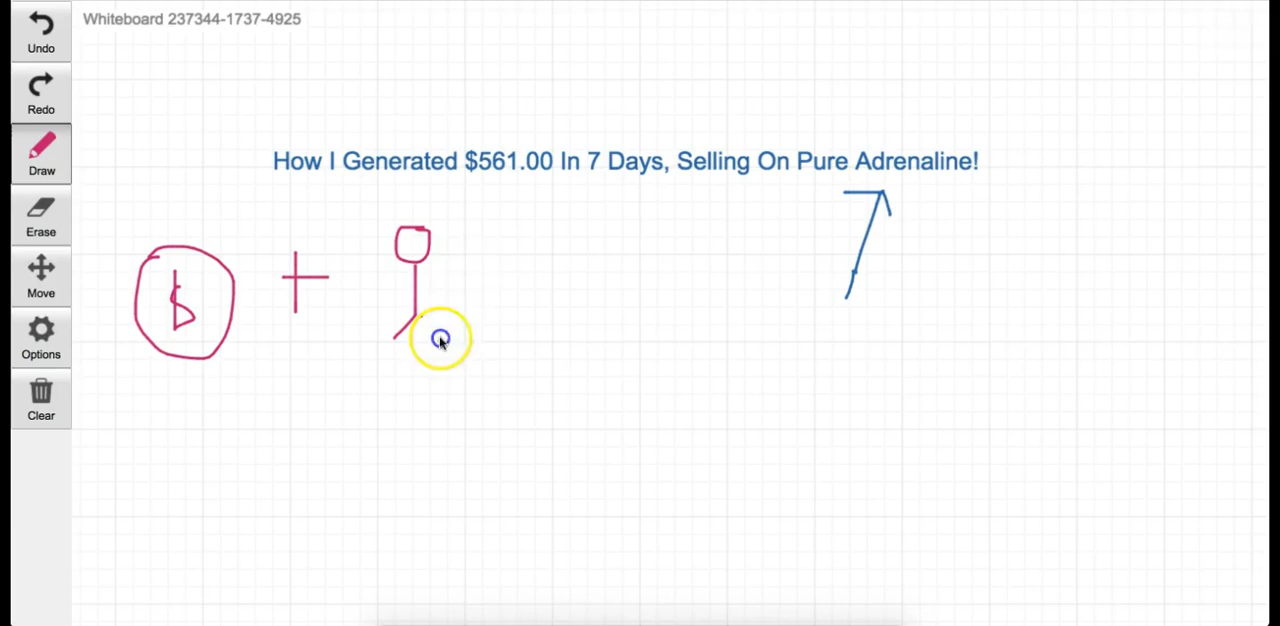 Whiteboard 237344-1737-4925
Undo
Redo
Draw
Erase
Move
Options
Clear
How I Generated $561.00 In 7 Days, Selling On Pure Adrenaline!
$ +